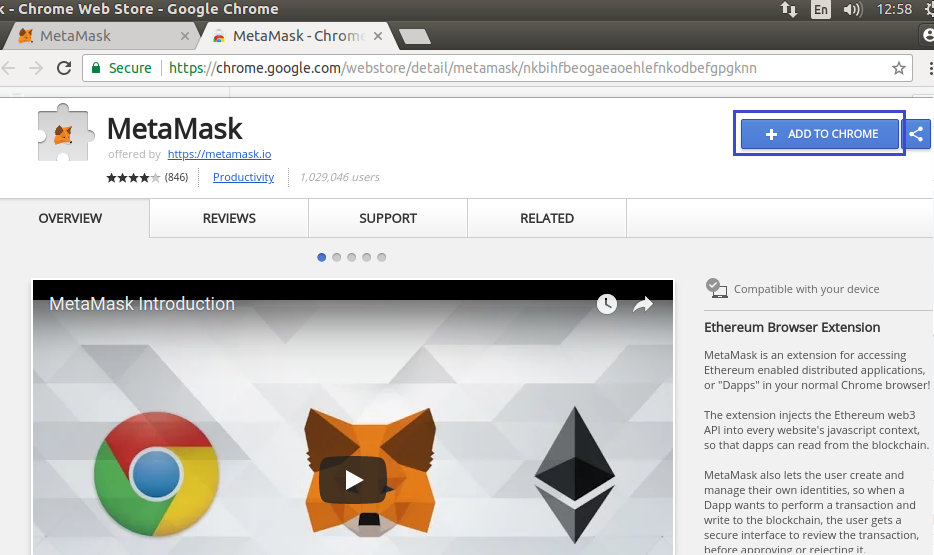 k - Chrome Web Store - Google Chrome
En
12:58
MetaMask
MetaMask - Chrome
Secure
https://chrome.google.com/webstore/detail/metamask/nkbihfbeogaeaoehlefnkodbefgpgknn
MetaMask
offered by https://metamask.io
(846)
Productivity
1,029,046 users
ADD TO CHROME
OVERVIEW
REVIEWS
SUPPORT
RELATED
MetaMask Introduction
Compatible with your device
Ethereum Browser Extension
MetaMask is an extension for accessing
Ethereum enabled distributed applications,
or "Dapps" in your normal Chrome browser!
The extension injects the Ethereum web3
API into every website's javascript context,
so that dapps can read from the blockchain.
MetaMask also lets the user create and
manage their own identities, so when a
Dapp wants to perform a transaction and
write to the blockchain, the user gets a
secure interface to review the transaction,
before approving or rejecting it.